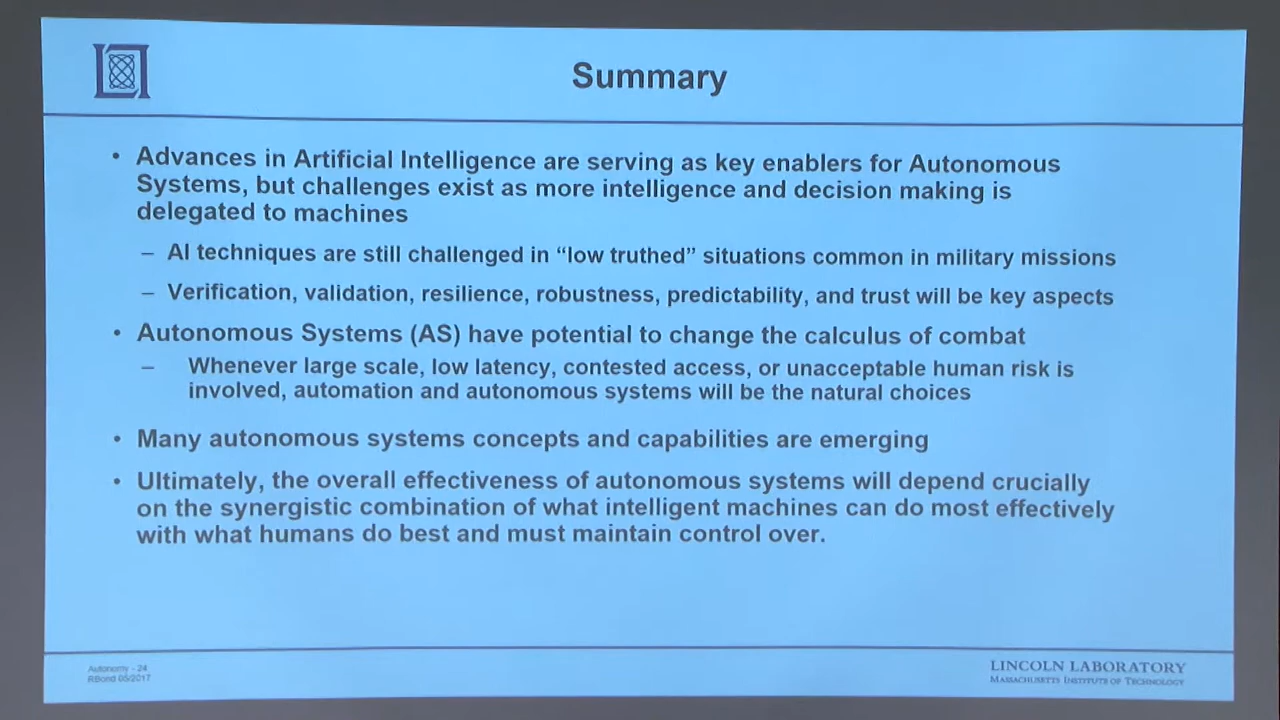 Summary
• Advances in Artificial Intelligence are serving as key enablers for Autonomous
Systems, but challenges exist as more intelligence and decision making is
delegated to machines
– AI techniques are still challenged in “low truthed” situations common in military missions
– Verification, validation, resilience, robustness, predictability, and trust will be key aspects
• Autonomous Systems (AS) have potential to change the calculus of combat
– Whenever large scale, low latency, contested access, or unacceptable human risk is
involved, automation and autonomous systems will be the natural choices
• Many autonomous systems concepts and capabilities are emerging
• Ultimately, the overall effectiveness of autonomous systems will depend crucially
on the synergistic combination of what intelligent machines can do most effectively
with what humans do best and must maintain control over.
Autonomy - 24
RBond 05/2017
LINCOLN LABORATORY
MASSACHUSETTS INSTITUTE OF TECHNOLOGY